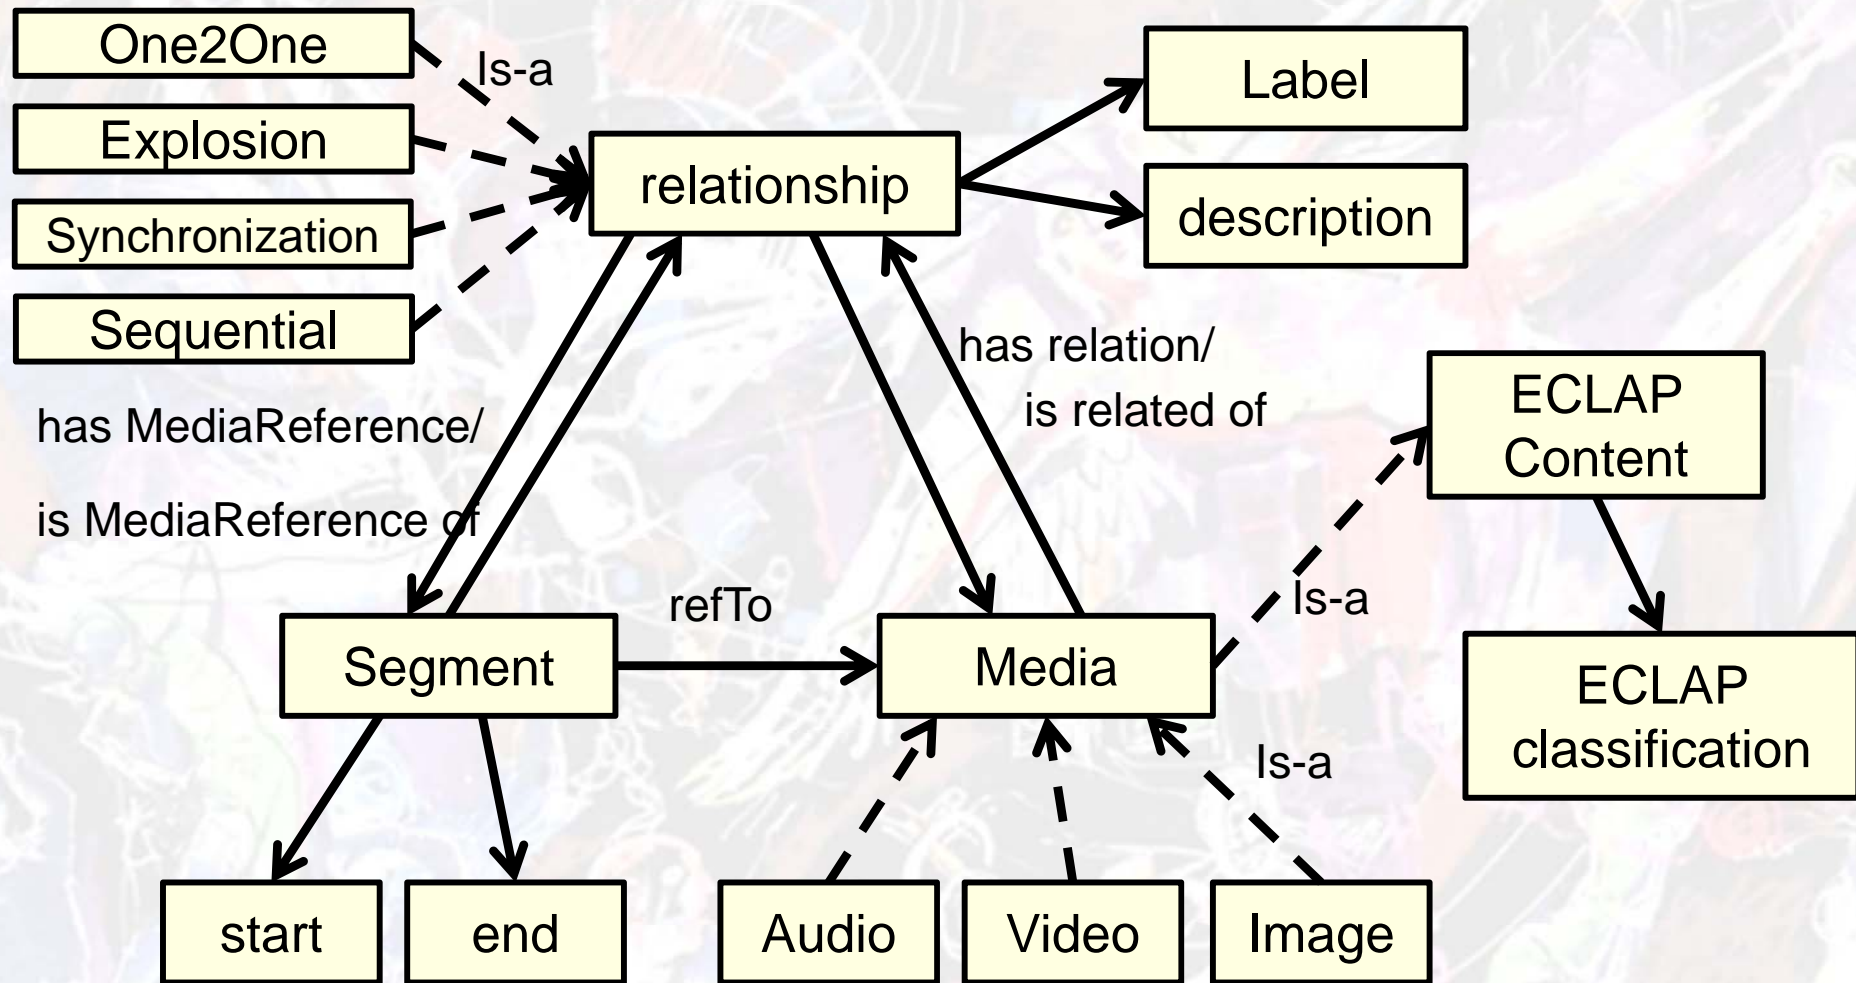 One2One
Is-a
Label
Explosion
relationship
description
Synchronization
Sequential
has relation/
is related of
has MediaReference/
is MediaReference of
ECLAP
Content
refTo
Is-a
Segment
Media
ECLAP
classification
Is-a
start
end
Audio
Video
Image